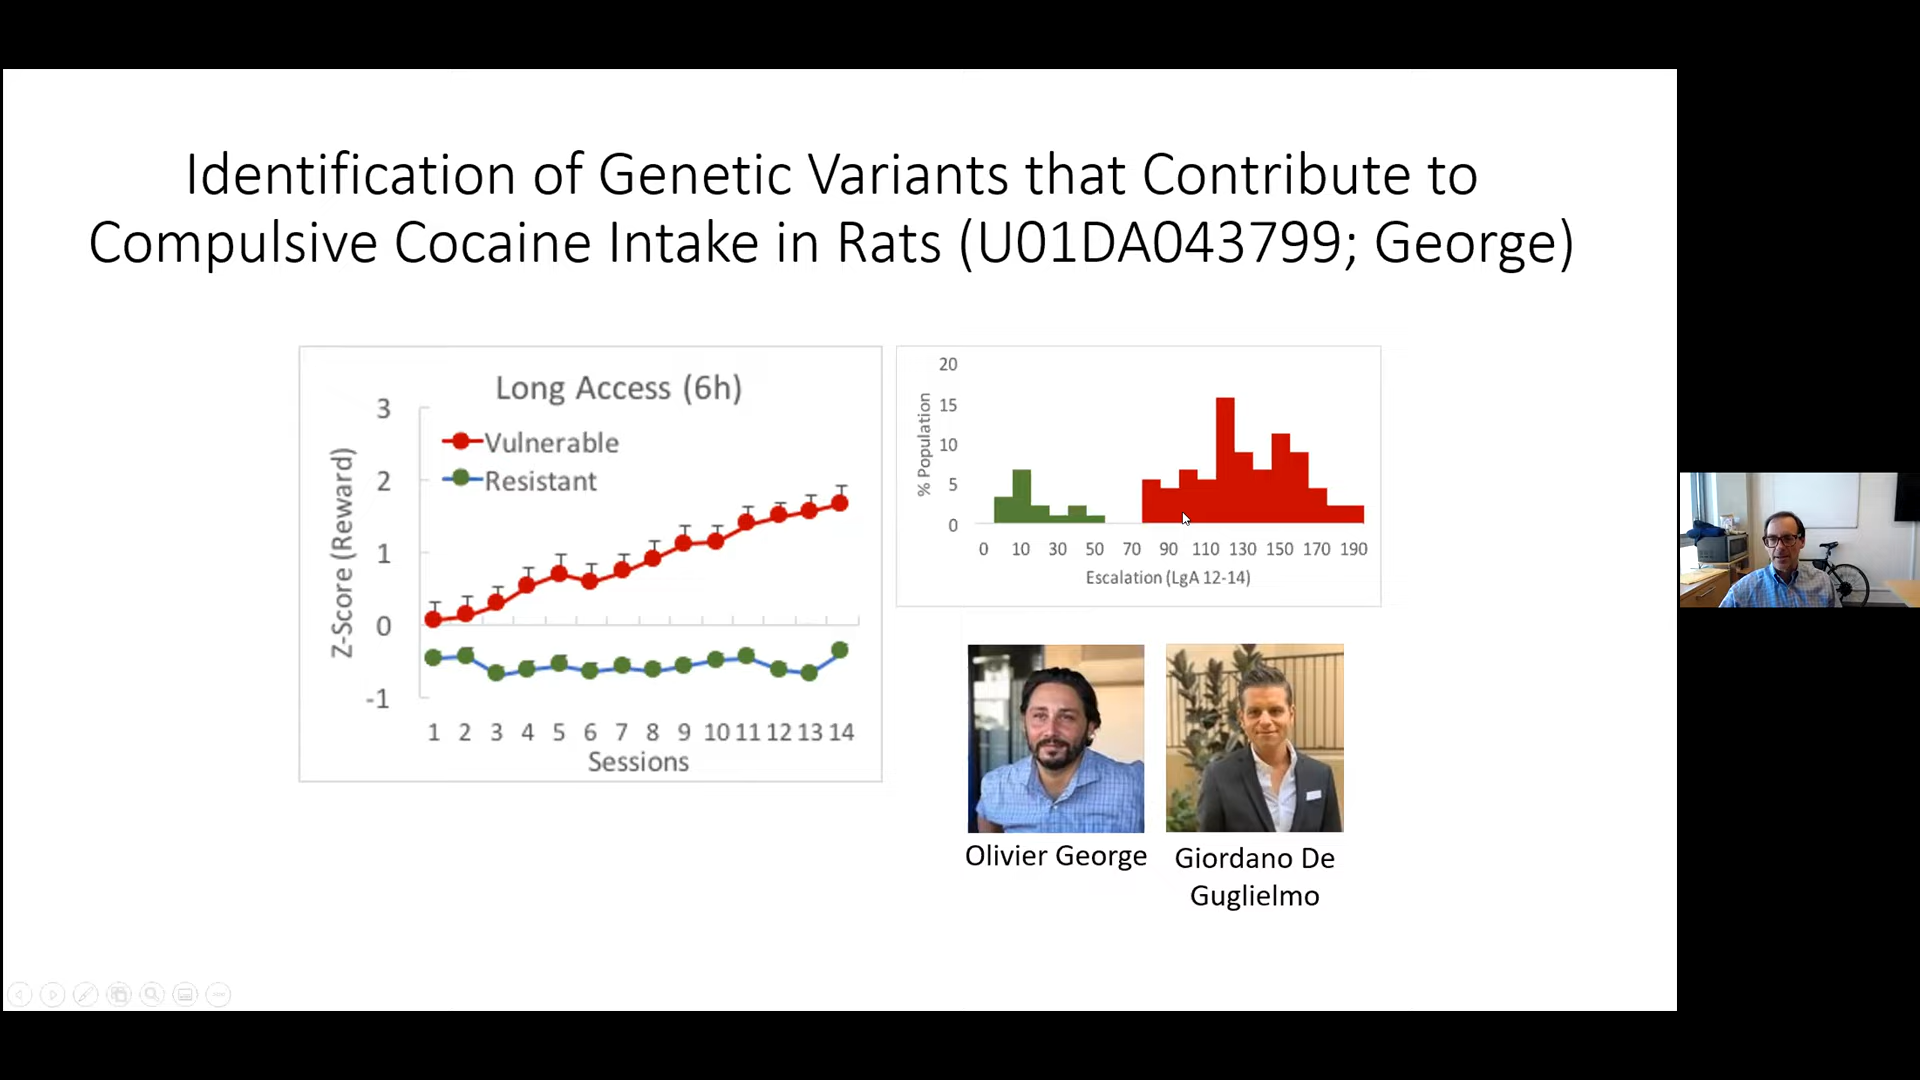 Identification of Genetic Variants that Contribute to
Compulsive Cocaine Intake in Rats (U01DA043799; George)
Long Access (6h)
Vulnerable
Resistant
Z-Score (Reward)
3
2
1
0
-1
1 2 3 4 5 6 7 8 9 10 11 12 13 14
Sessions
% Population
20
15
10
5
0
0 10 30 50 70 90 110 130 150 170 190
Escalation (LgA 12-14)
Olivier George
Giordano De
Guglielmo